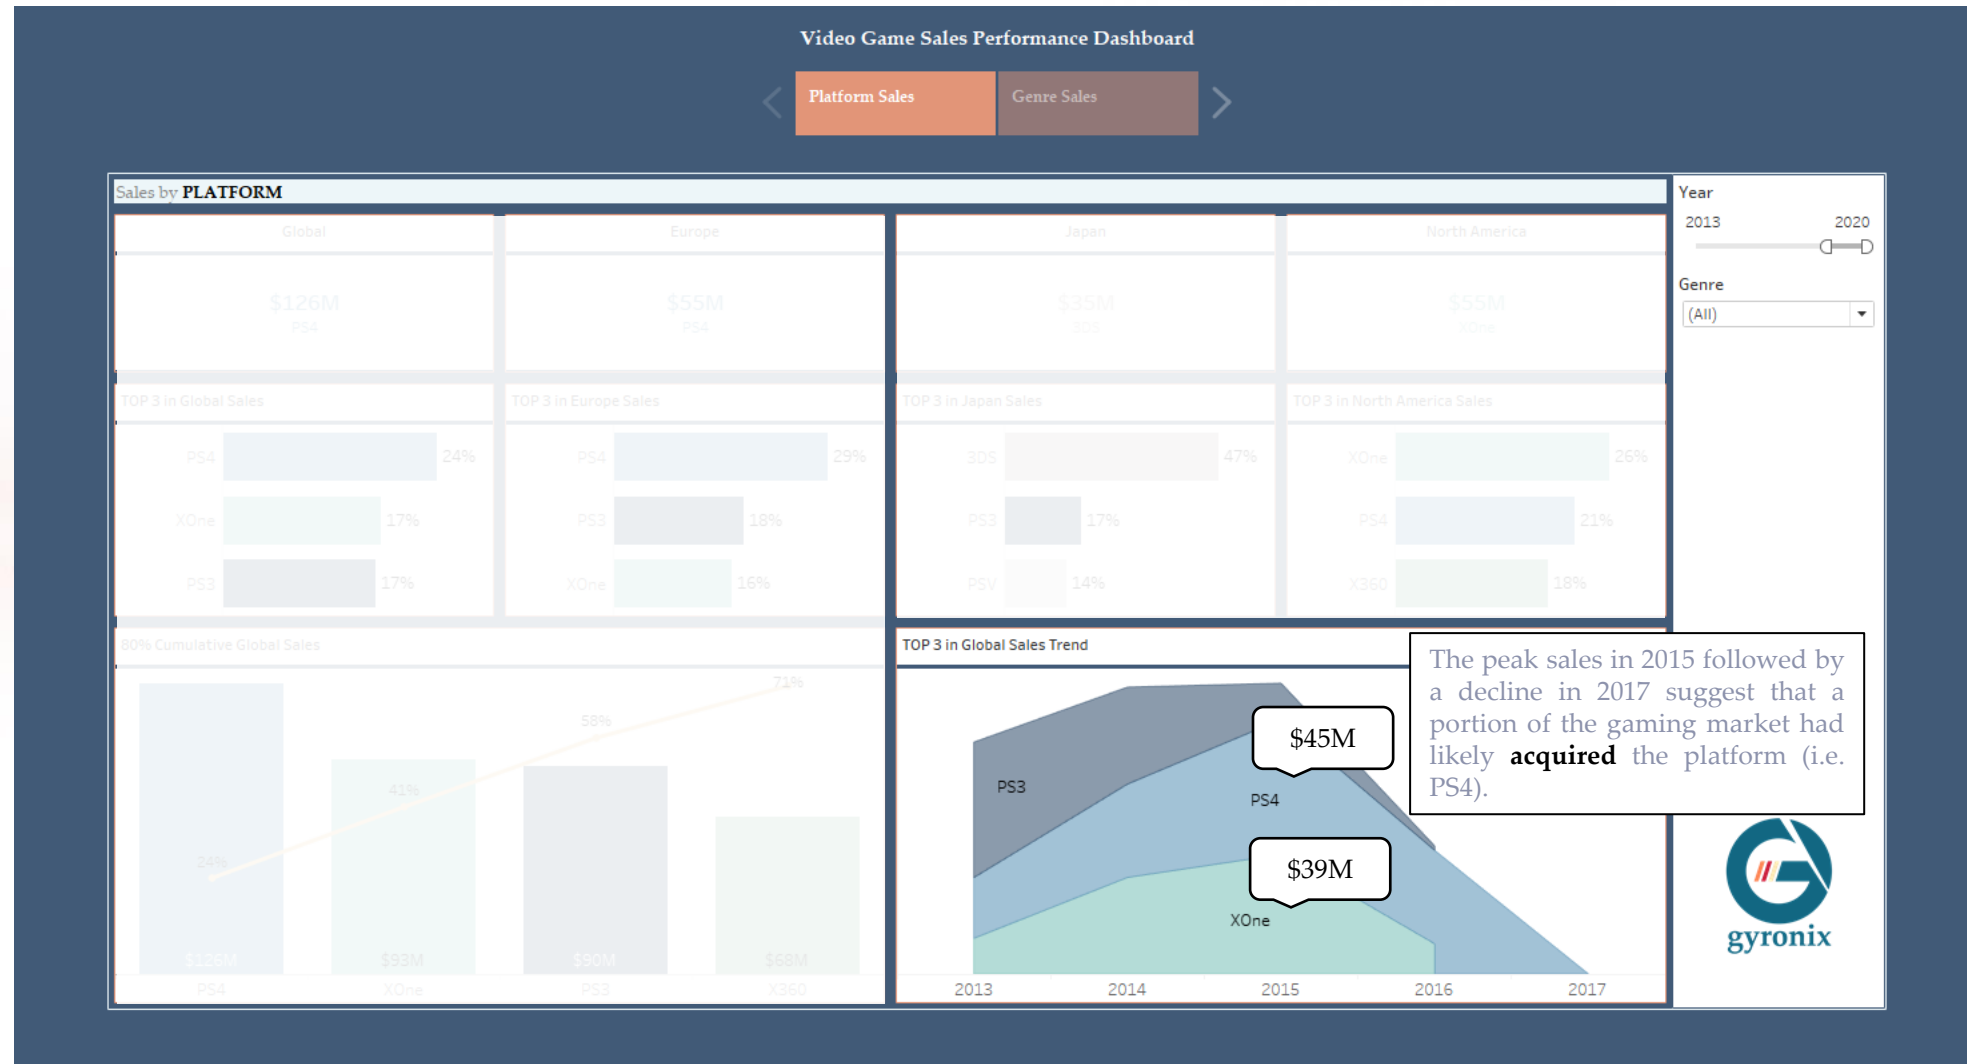 Video Game Sales Performance Dashboard
Platform Sales
Genre Sales
Sales by PLATFORM
Global
Europe
Japan
North America
$126M
PS4
$55M
PS4
$35M
3DS
$55M
XOne
TOP 3 in Global Sales
TOP 3 in Europe Sales
TOP 3 in Japan Sales
TOP 3 in North America Sales
PS4
24%
XOne
17%
PS3
17%
PS4
29%
PS3
18%
XOne
16%
3DS
47%
PS3
17%
PSV
14%
XOne
26%
PS4
21%
X360
18%
80% Cumulative Global Sales
24%
41%
58%
71%
$126M
$93M
$90M
$68M
PS4
XOne
PS3
X360
TOP 3 in Global Sales Trend
PS3
$45M
PS4
$39M
XOne
2013
2014
2015
2016
2017
The peak sales in 2015 followed by
a decline in 2017 suggest that a
portion of the gaming market had
likely acquired the platform (i.e.
PS4).
Year
2013
2020
Genre
(All)
gyronix